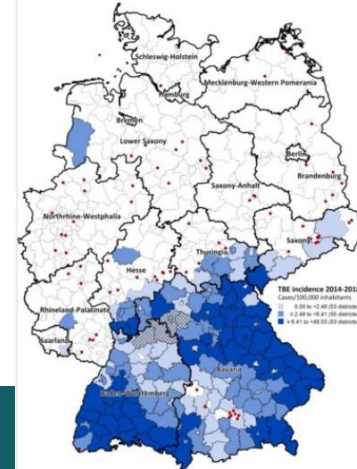 Schleswig-Holstein
Mecklenburg-Western Pomerania
Hamburg
Bremen
Lower Saxony
Berlin
Brandenburg
Saxony-Anhalt
Northrhine-Westphalia
Saxony
Thuringia
Hesse
Rhineland-Palatinate
Saarland
TBE incidence 2014-2018
Cases/100,000 inhabitants
Bavaria
Baden-Württemberg